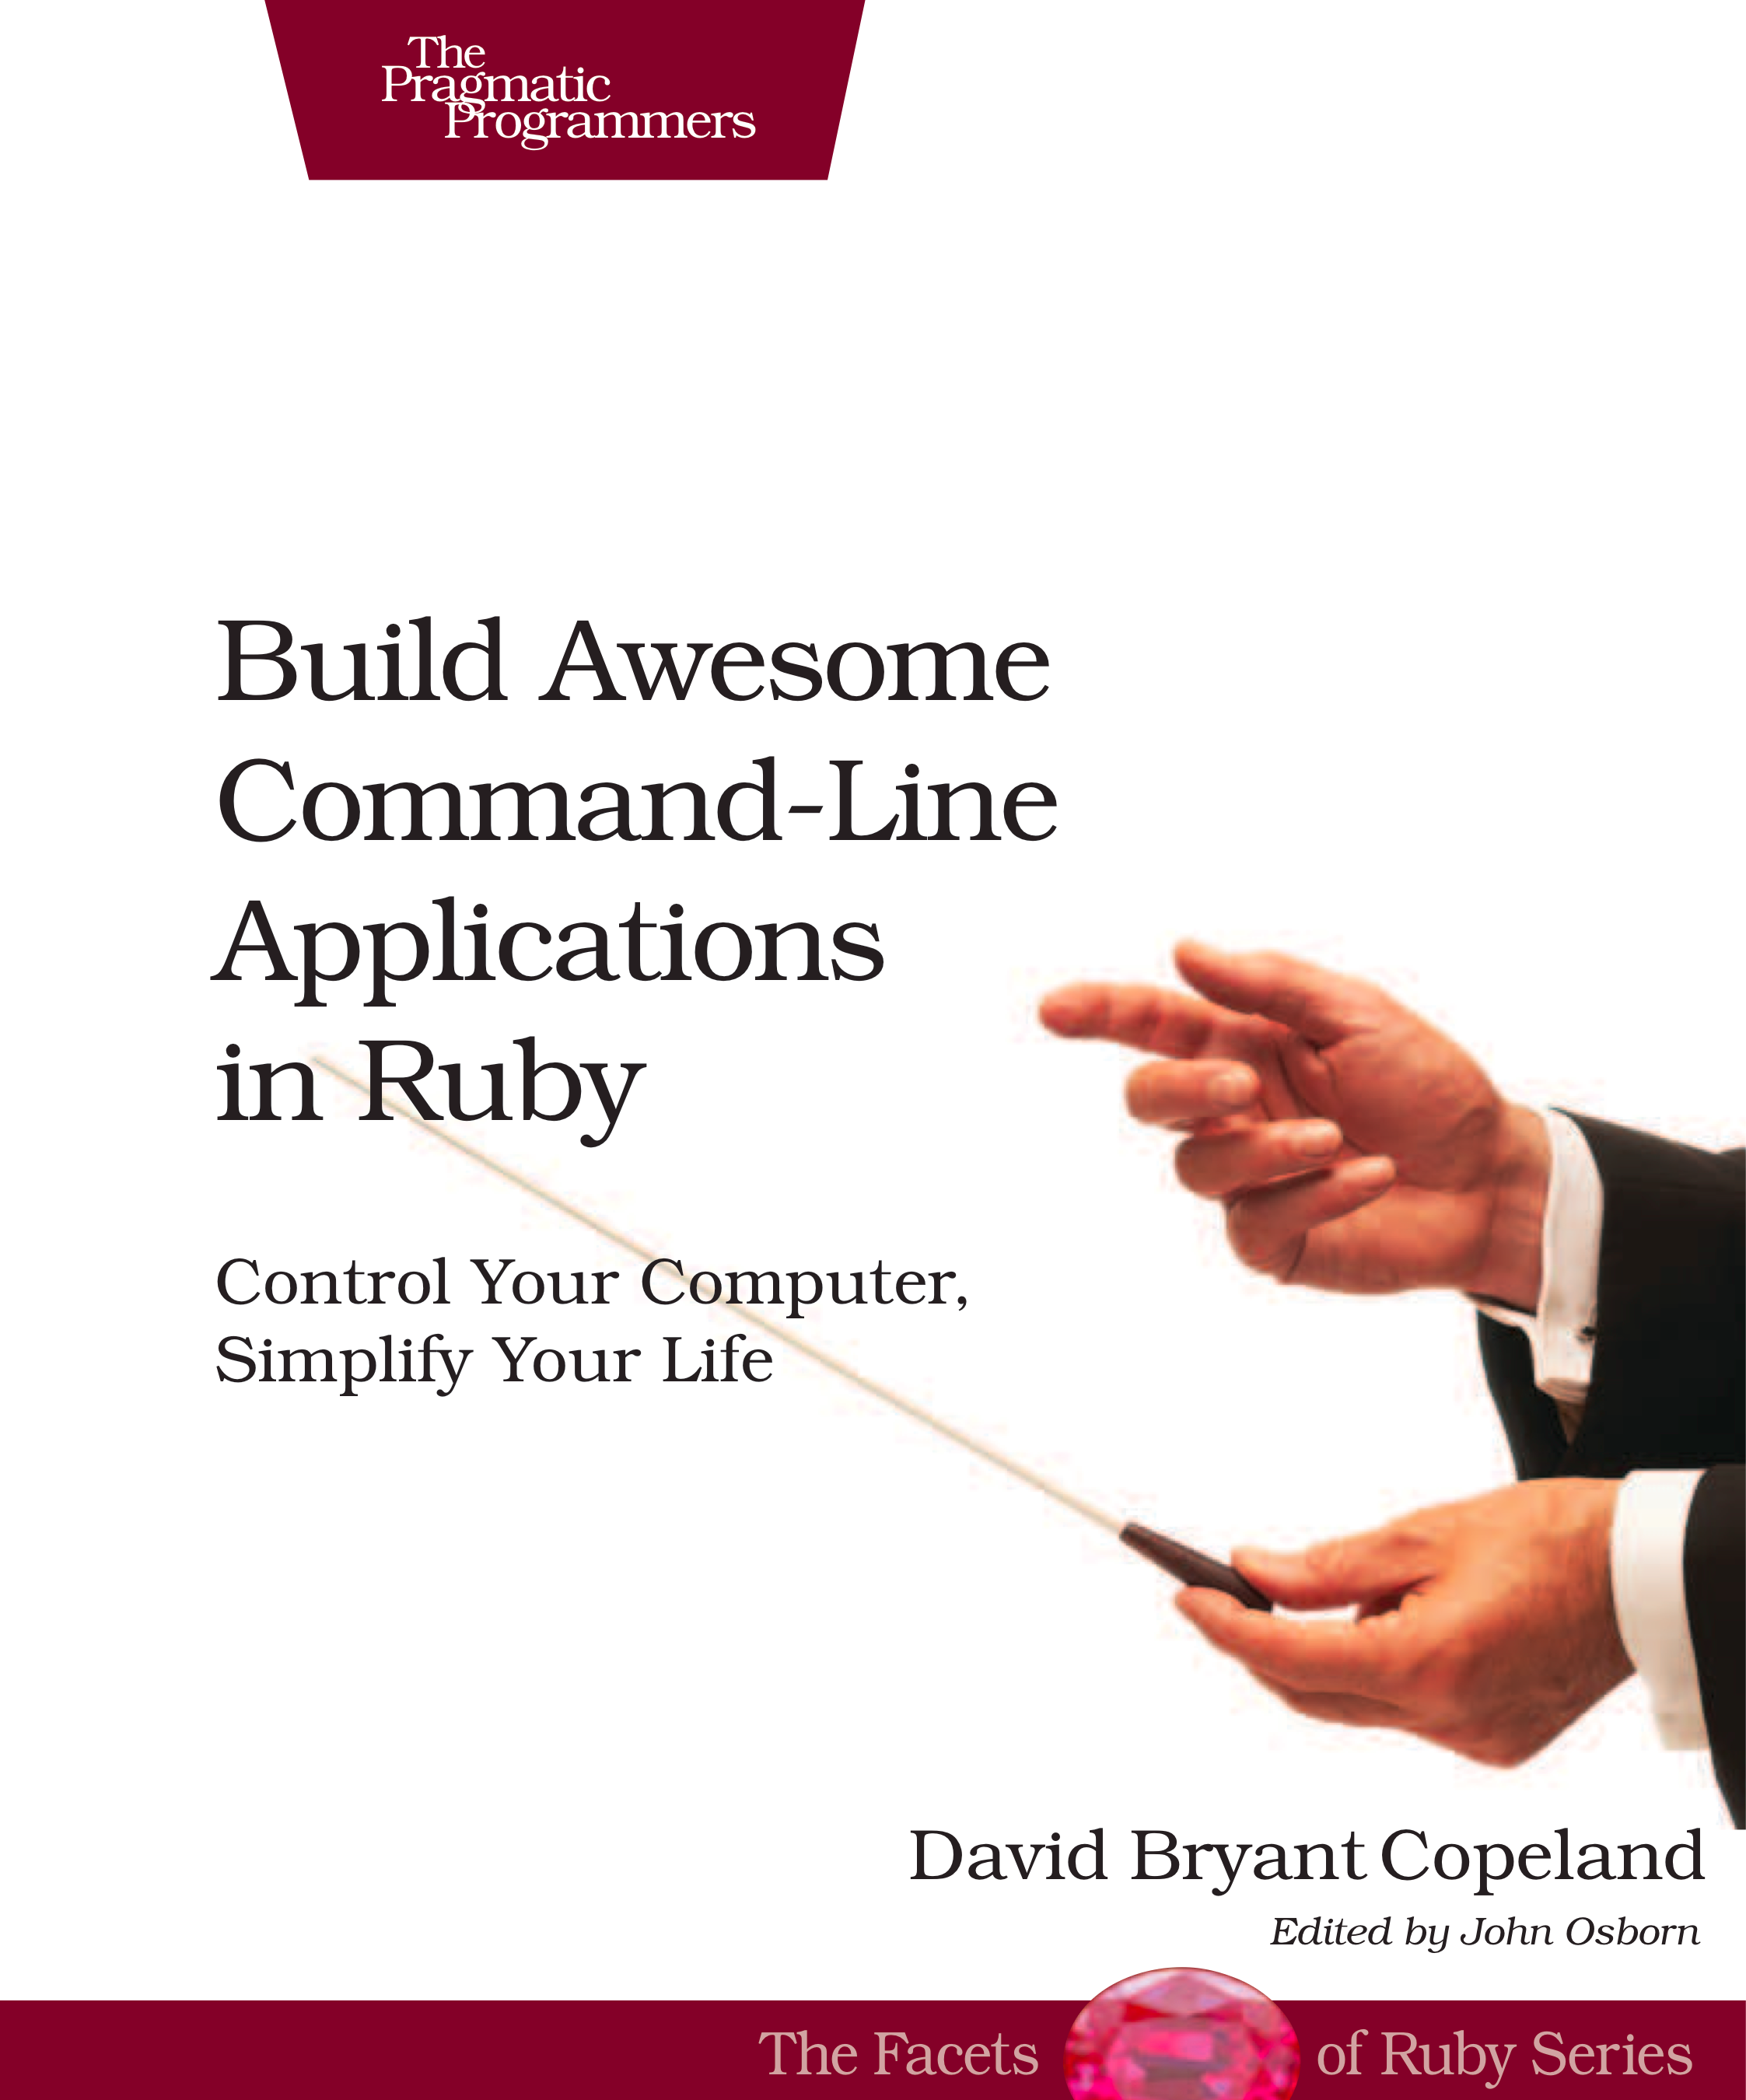 The
Pragmatic
Programmers
Build Awesome
Command-Line
Applications
in Ruby
Control Your Computer,
Simplify Your Life
David Bryant Copeland
Edited by John Osborn
The Facets of Ruby Series